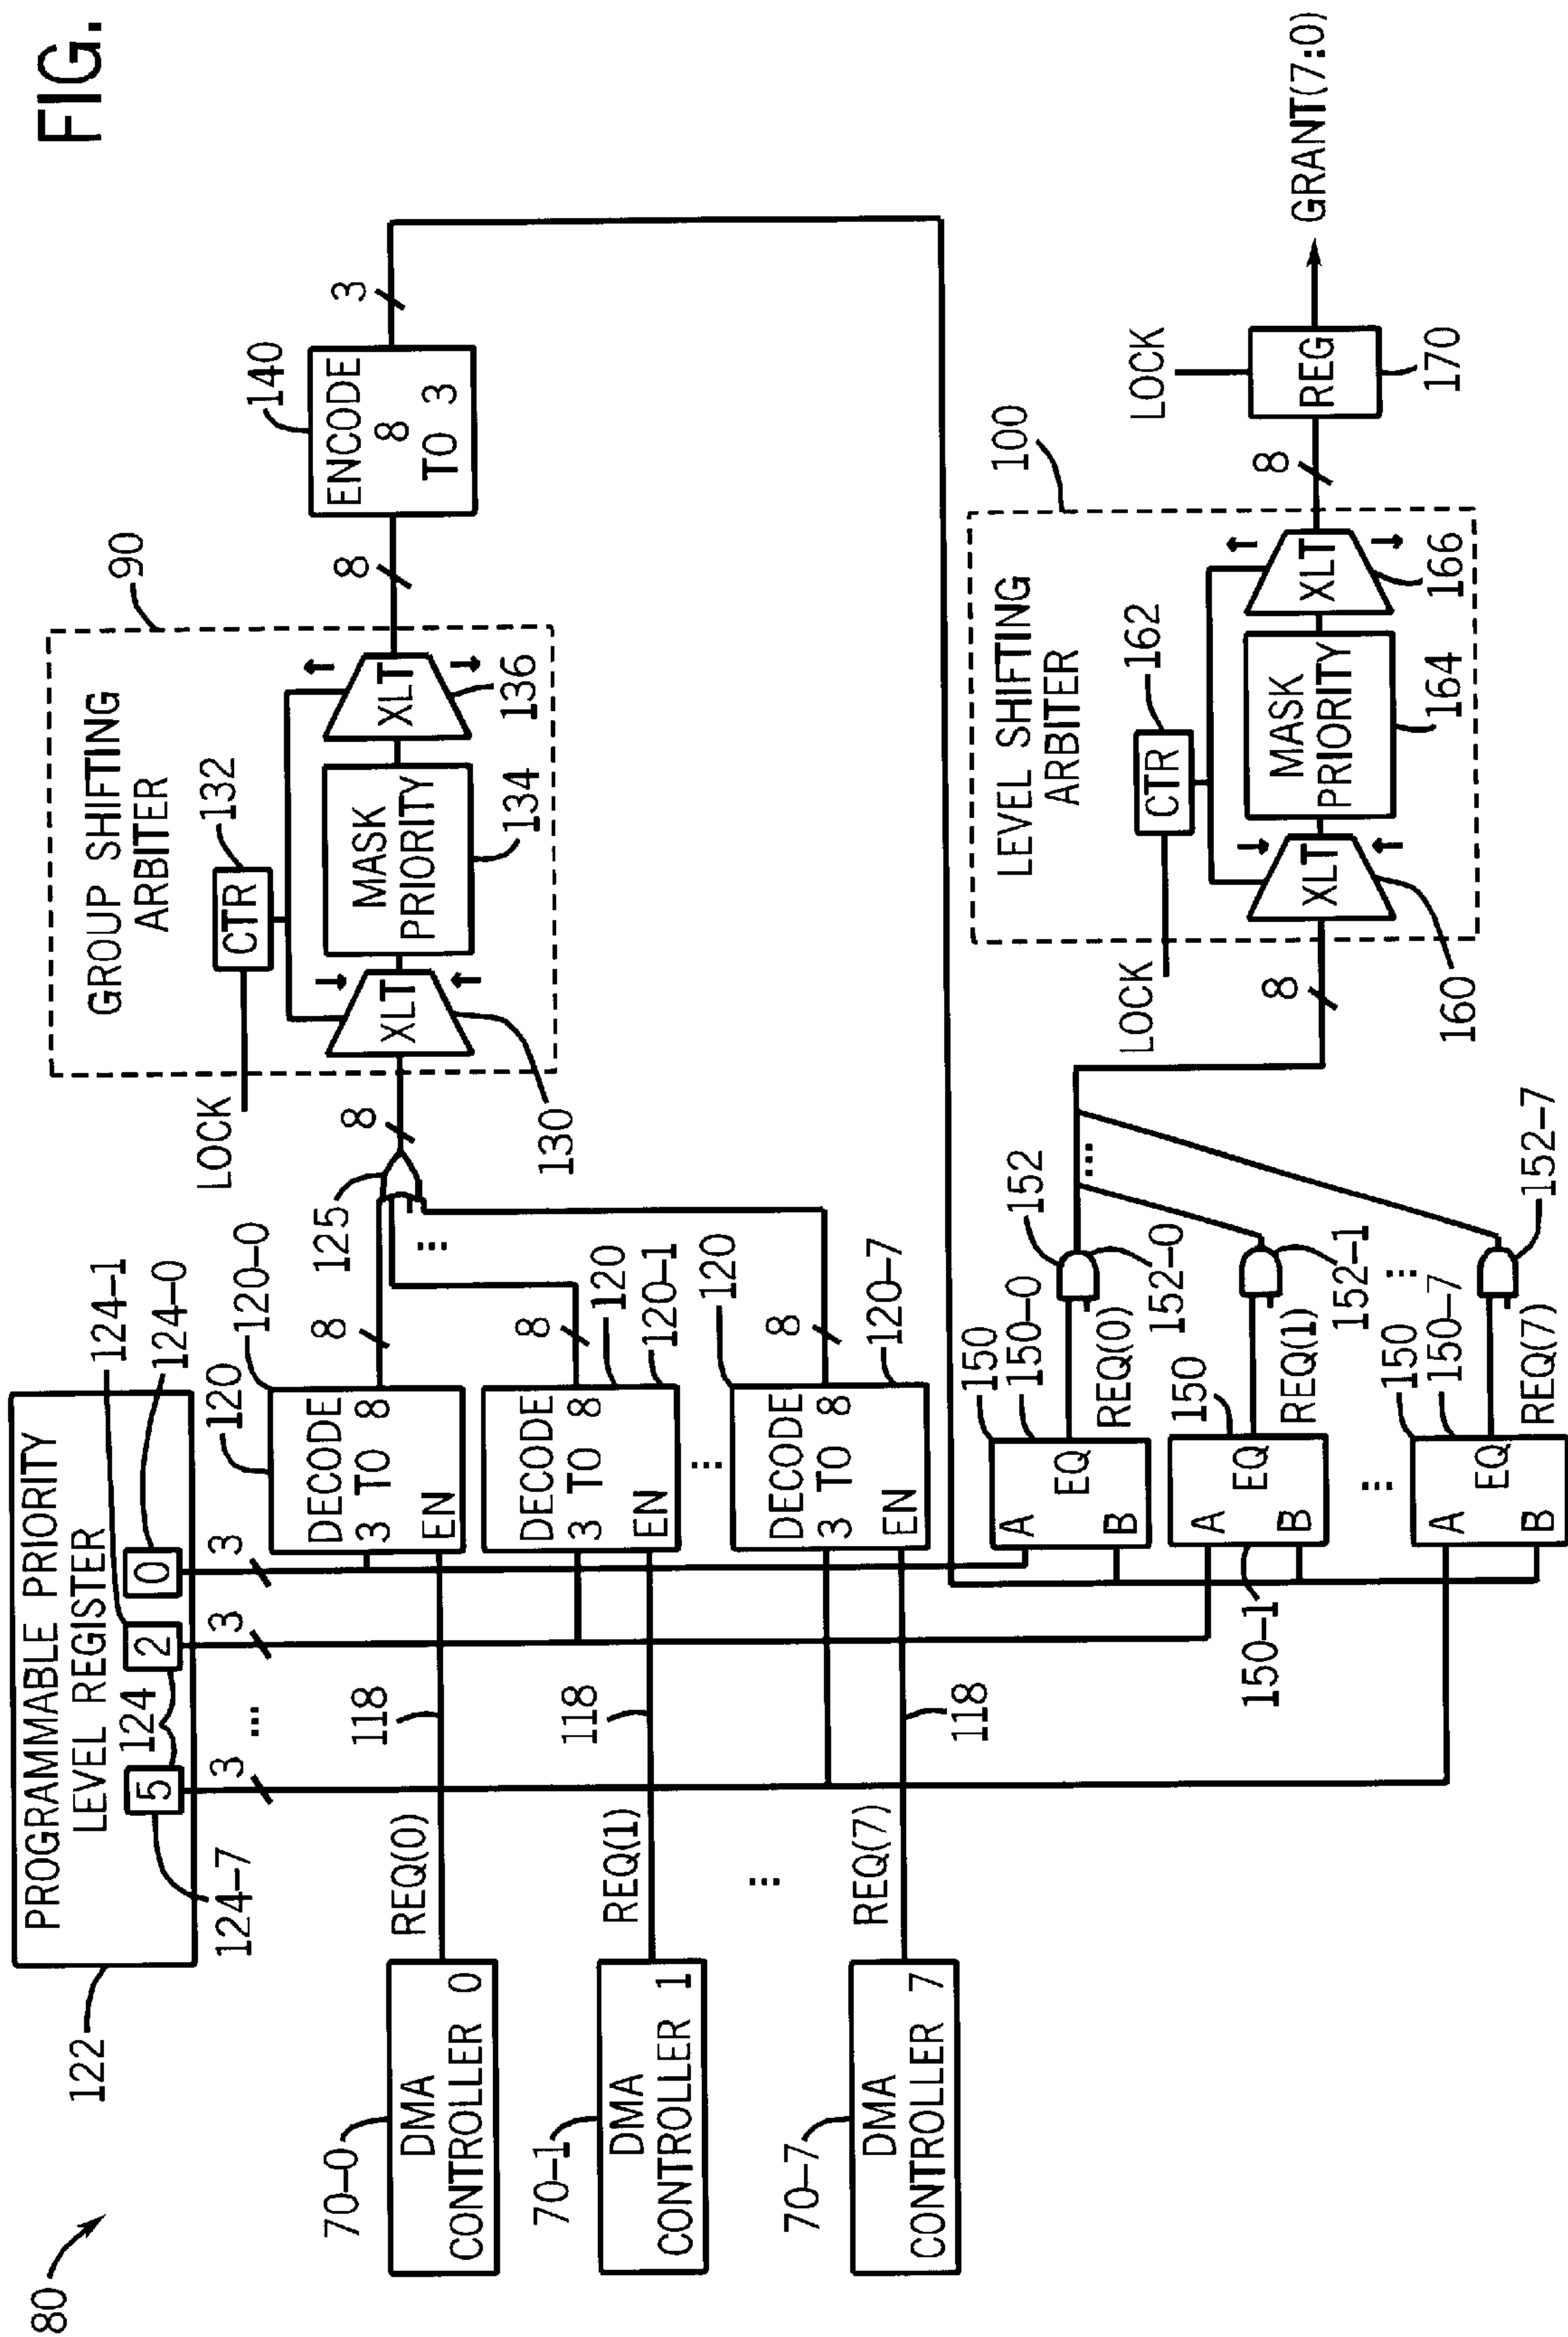 FIG.
80
122
PROGRAMMABLE PRIORITY
LEVEL REGISTER
5
2
0
124
124-7
124-1
124-0
3
...
3
3
70-0
DMA
CONTROLLER 0
REQ(0)
118
70-1
DMA
CONTROLLER 1
REQ(1)
118
...
70-7
DMA
CONTROLLER 7
REQ(7)
118
120
120-0
DECODE
3 TO 8
EN
8
DECODE
3 TO 8
EN
8
120
120-1
...
120
DECODE
3 TO 8
EN
8
120-7
125
...
8
LOCK
90
GROUP SHIFTING
ARBITER
CTR
132
XLT
130
MASK
PRIORITY
134
XLT
136
8
140
ENCODE
8
TO 3
3
150
150-0
A
EQ
B
REQ(0)
152
152-0
150
A
EQ
B
150-1
REQ(1)
152-1
...
...
150
150-7
A
EQ
B
REQ(7)
152-7
...
8
LOCK
100
LEVEL SHIFTING
ARBITER
CTR
162
XLT
160
MASK
PRIORITY
164
XLT
166
8
LOCK
REG
170
GRANT(7:0)